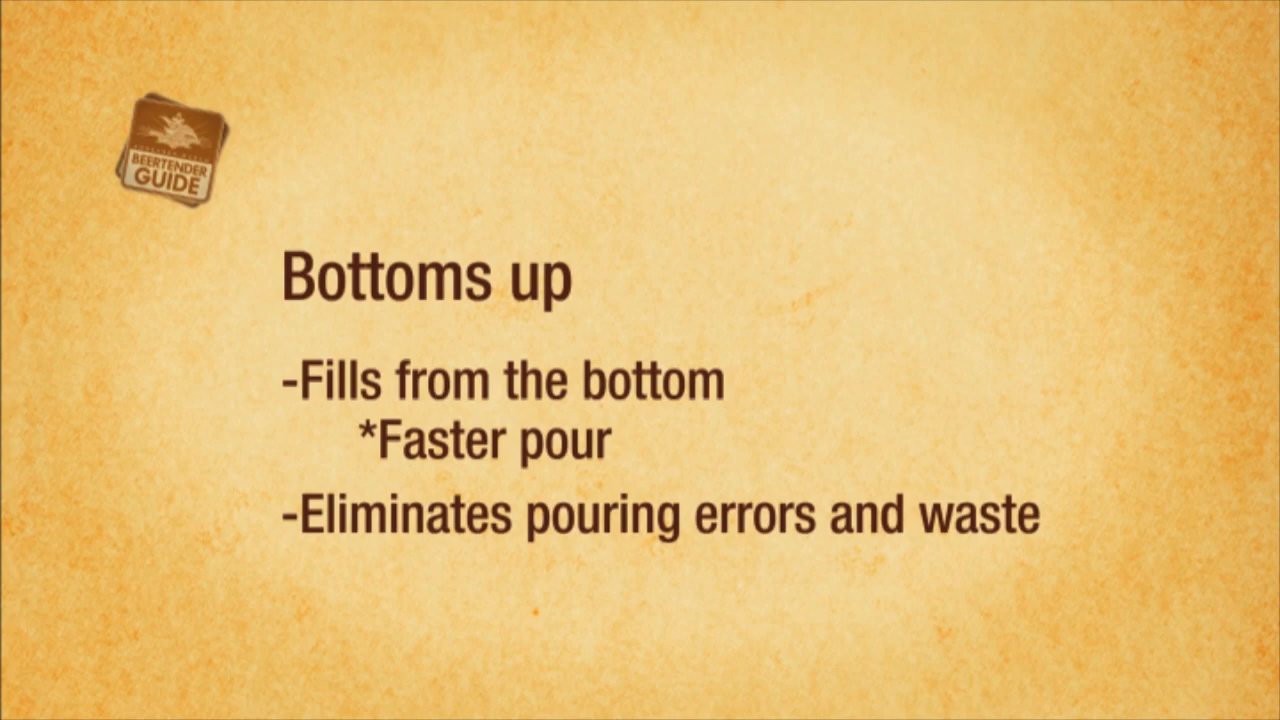 BEERTENDER
GUIDE
Bottoms up
-Fills from the bottom
*Faster pour
-Eliminates pouring errors and waste